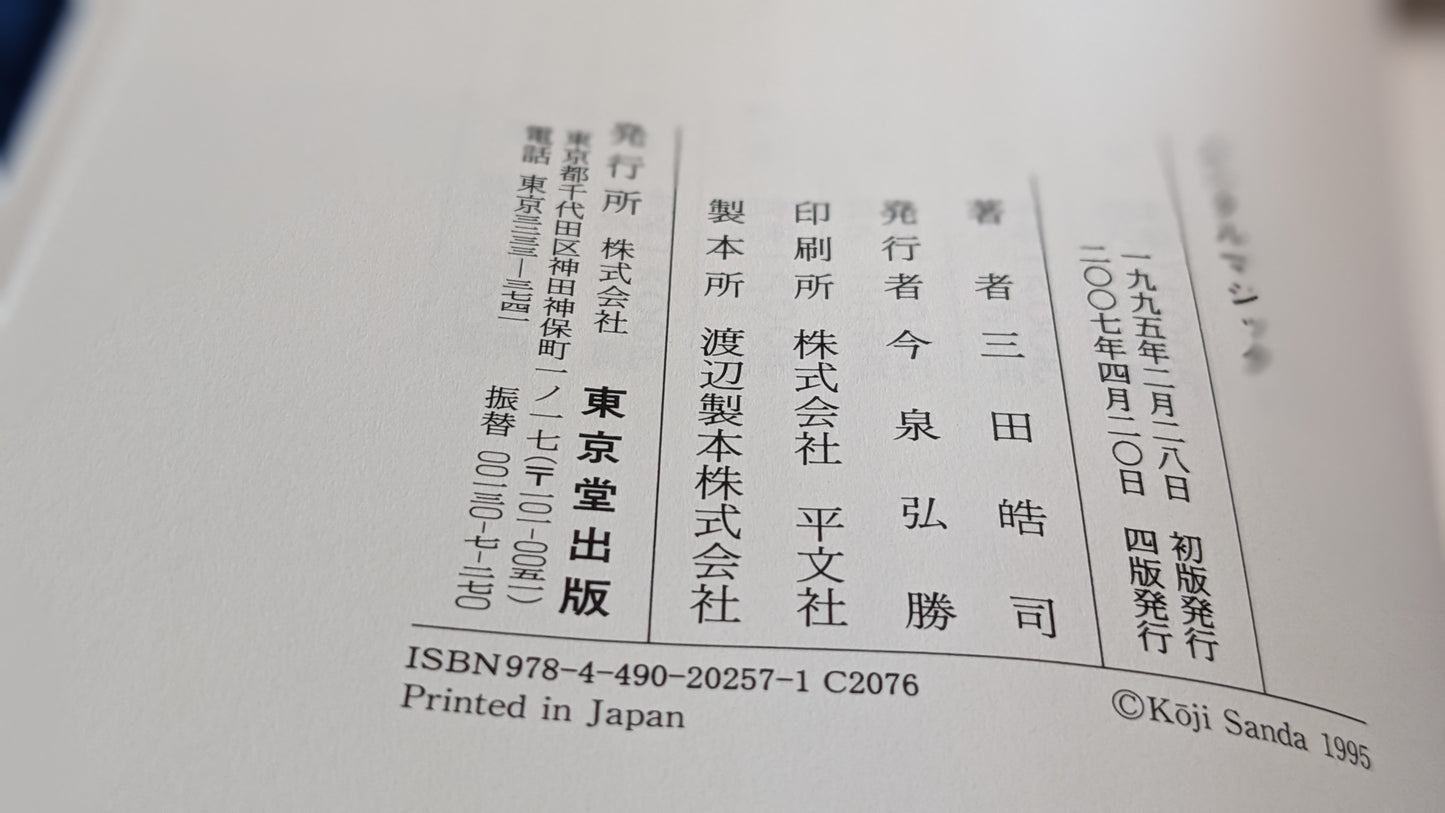 タルマジック
一九九五年二月二八日 初版発行
二〇〇七年四月二〇日 四版発行
著者 三田皓司
発行者 今泉弘勝
印刷所 株式会社 平文社
製本所 渡辺製本株式会社
発行所 株式会社 東京堂出版
東京都千代田区神田神保町一ノ一七(〒一〇一-〇〇五一)
電話 東京三二三三-三七四一 振替 〇〇一三〇-七-二七〇
ISBN978-4-490-20257-1 C2076
Printed in Japan
©Kōji Sanda 1995